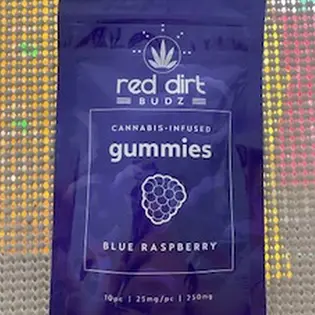 red dirt
BUDZ
CANNABIS-INFUSED
gummies
BLUE RASPBERRY
10pc | 25mg/pc | 250mg